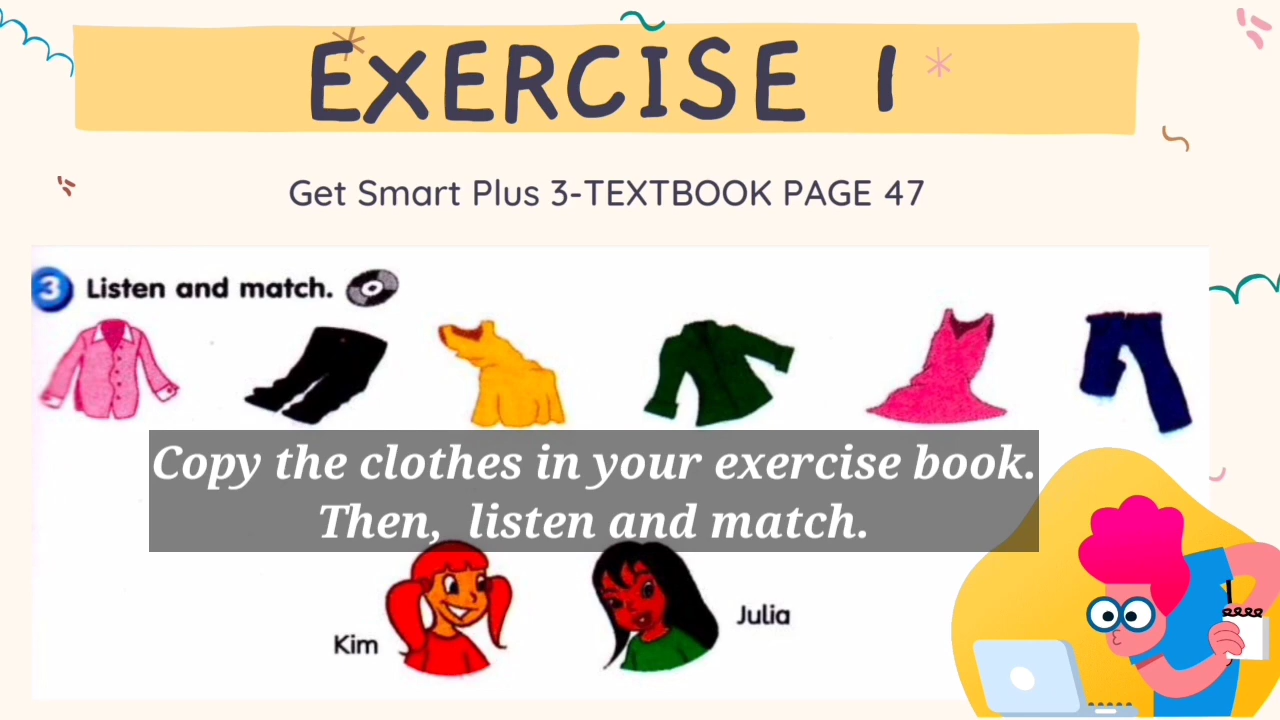 EXERCISE 1
Get Smart Plus 3-TEXTBOOK PAGE 47
3 Listen and match.
Copy the clothes in your exercise book.
Then, listen and match.
Kim
Julia